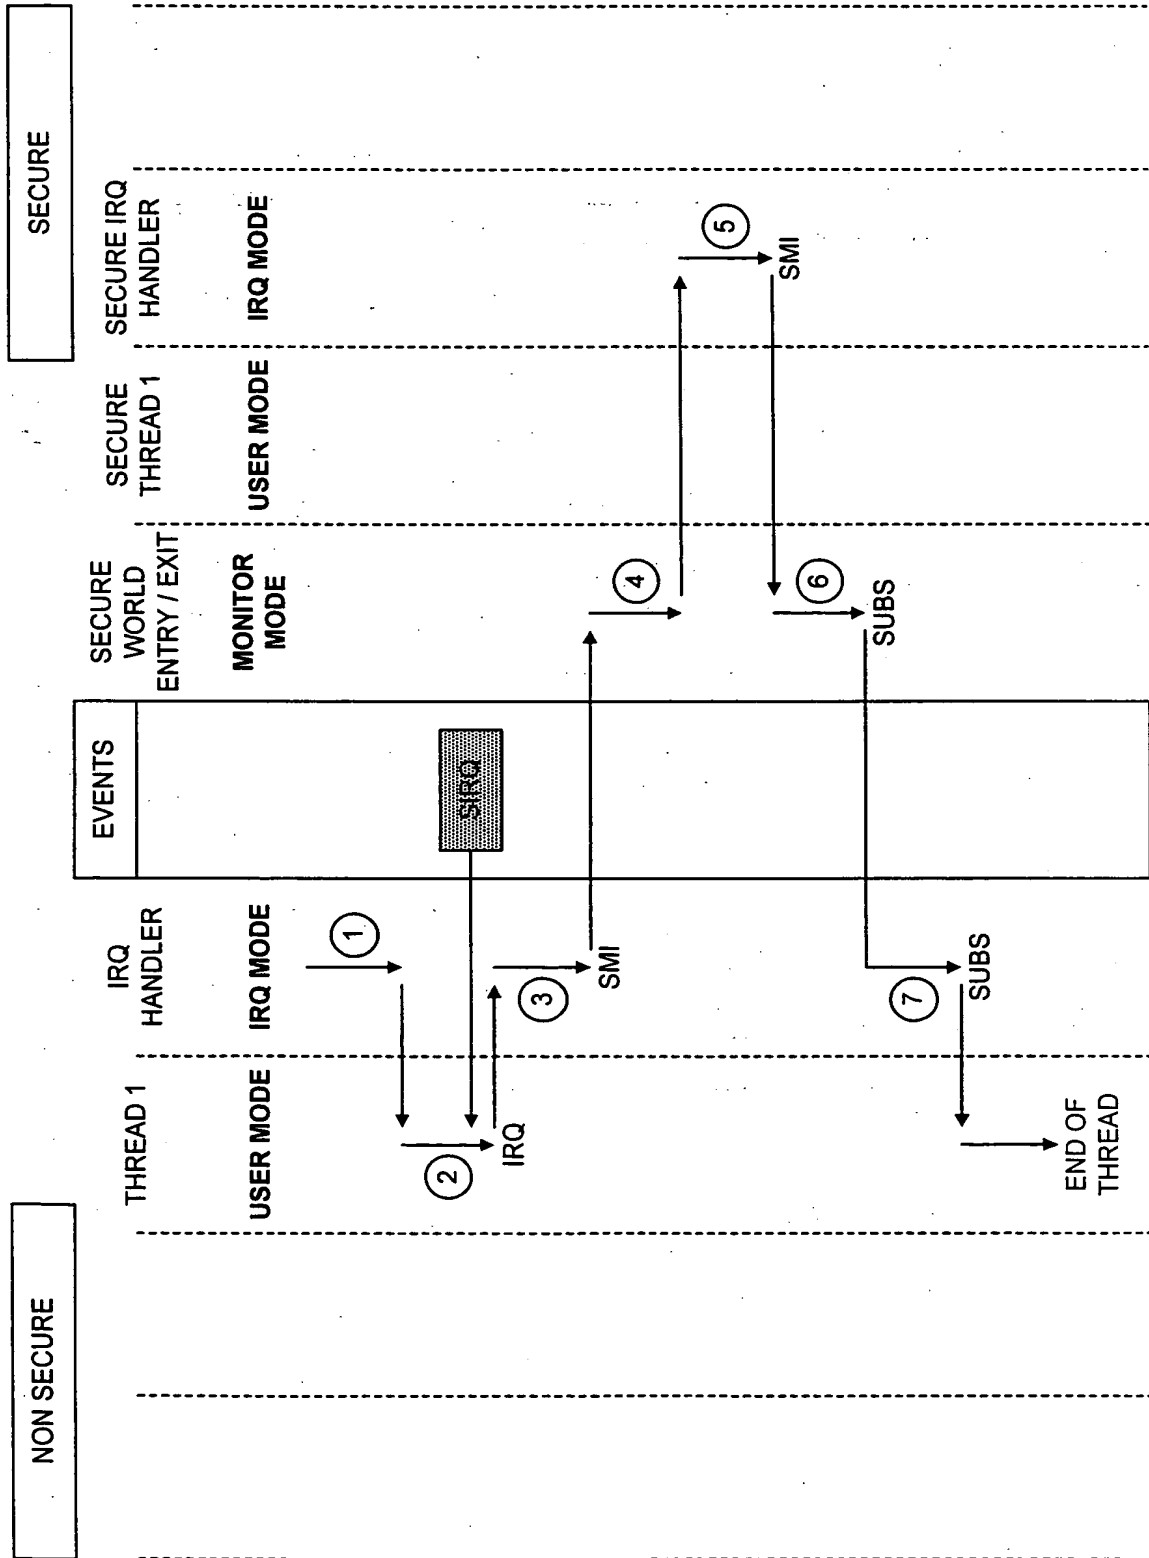 NON SECURE
SECURE
THREAD 1
USER MODE
IRQ
HANDLER
IRQ MODE
EVENTS
SECURE
WORLD
ENTRY / EXIT
MONITOR
MODE
SECURE
THREAD 1
USER MODE
SECURE IRQ
HANDLER
IRQ MODE
1
2
SIRQ
IRQ
3
SMI
4
5
SMI
6
SUBS
7
SUBS
END OF
THREAD